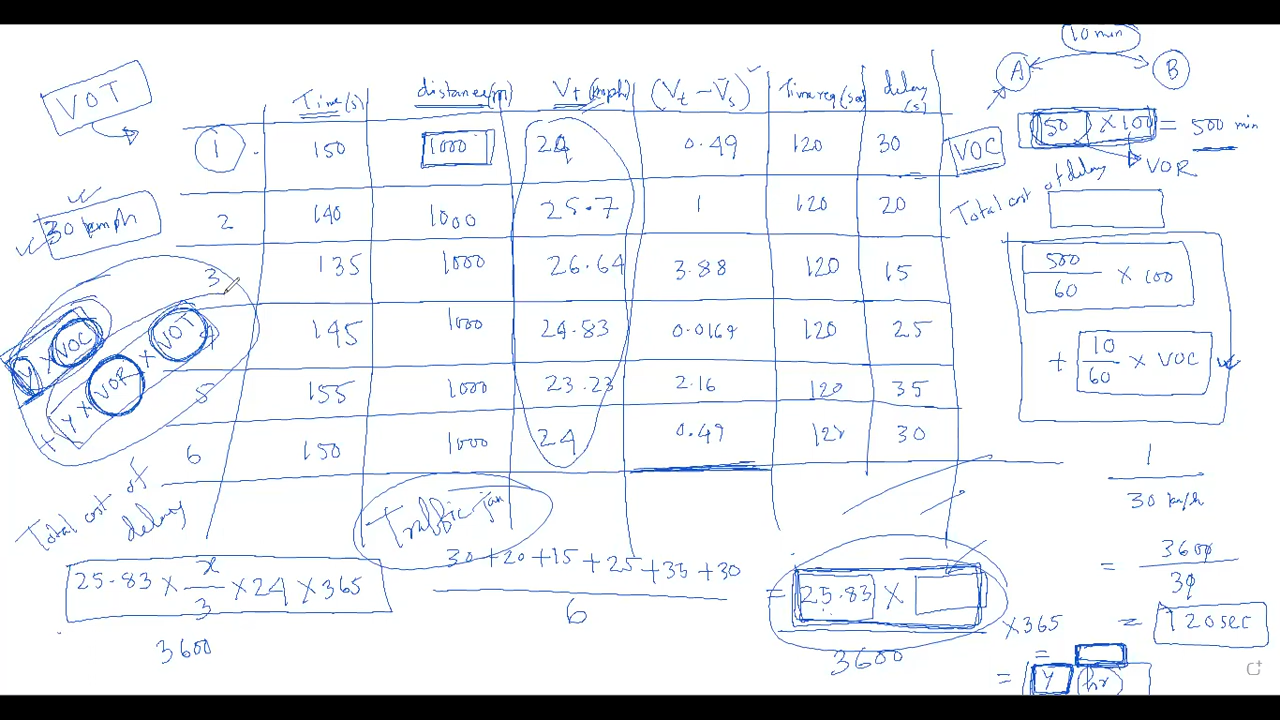 10 min
A B
VOT
Time(s) distance(m) Vt (kmph) (Vt - V̄s)² Time req (sec) delay (s)
1 150 1000 24 0.49 120 30
VOC
50 × 100 = 500 min
VOR
2 140 1000 25.7 1 120 20
30 kmph
Total cost of delay
3 135 1000 26.64 3.88 120 15
500/60 × 100
145 1000 24.83 0.0169 120 25
+ 10/60 × VOC
Y × VOC
+ Y × VOR × VOT
5 155 1000 23.23 2.16 120 35
6 150 1000 24 0.49 120 30
Total cost of delay
1/30 km/h
Traffic jam
(30 + 20 + 15 + 25 + 35 + 30)/6 = 25.83 ×
3600
× 365
= 3600/30
= 120 sec
25.83 × x/3 × 24 × 365
3600
=
= Y (hr)